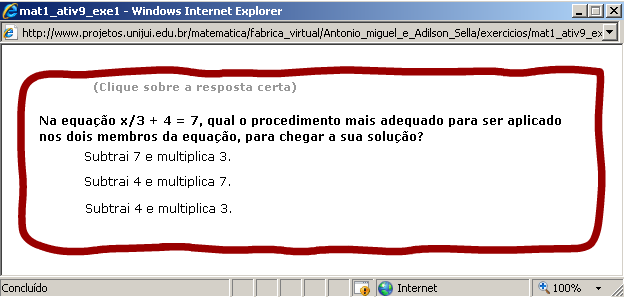 mat1_ativ9_exe1 - Windows Internet Explorer
http://www.projetos.unijui.edu.br/matematica/fabrica_virtual/Antonio_miguel_e_Adilson_Sella/exercicios/mat1_ativ9_ex
(Clique sobre a resposta certa)
Na equação x/3 + 4 = 7, qual o procedimento mais adequado para ser aplicado
nos dois membros da equação, para chegar a sua solução?
Subtrai 7 e multiplica 3.
Subtrai 4 e multiplica 7.
Subtrai 4 e multiplica 3.
Concluído Internet 100%